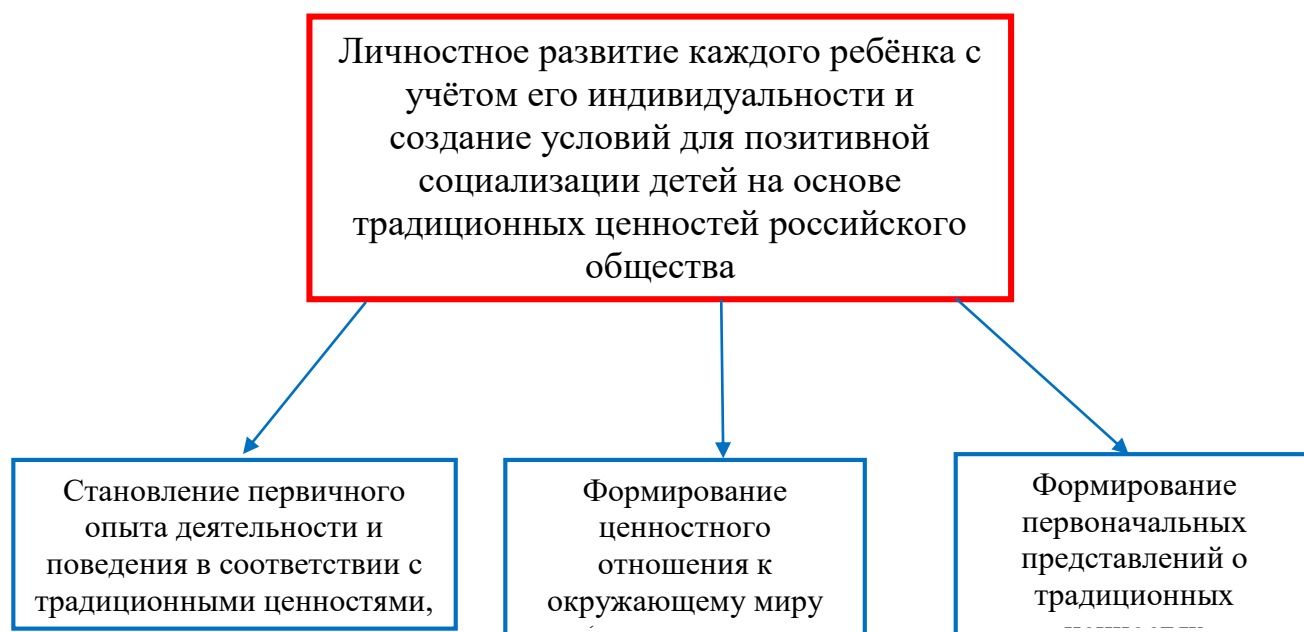 Личностное развитие каждого ребёнка с
учётом его индивидуальности и
создание условий для позитивной
социализации детей на основе
традиционных ценностей российского
общества
Становление первичного
опыта деятельности и
поведения в соответствии с
традиционными ценностями,
Формирование
ценностного
отношения к
окружающему миру
Формирование
первоначальных
представлений о
традиционных